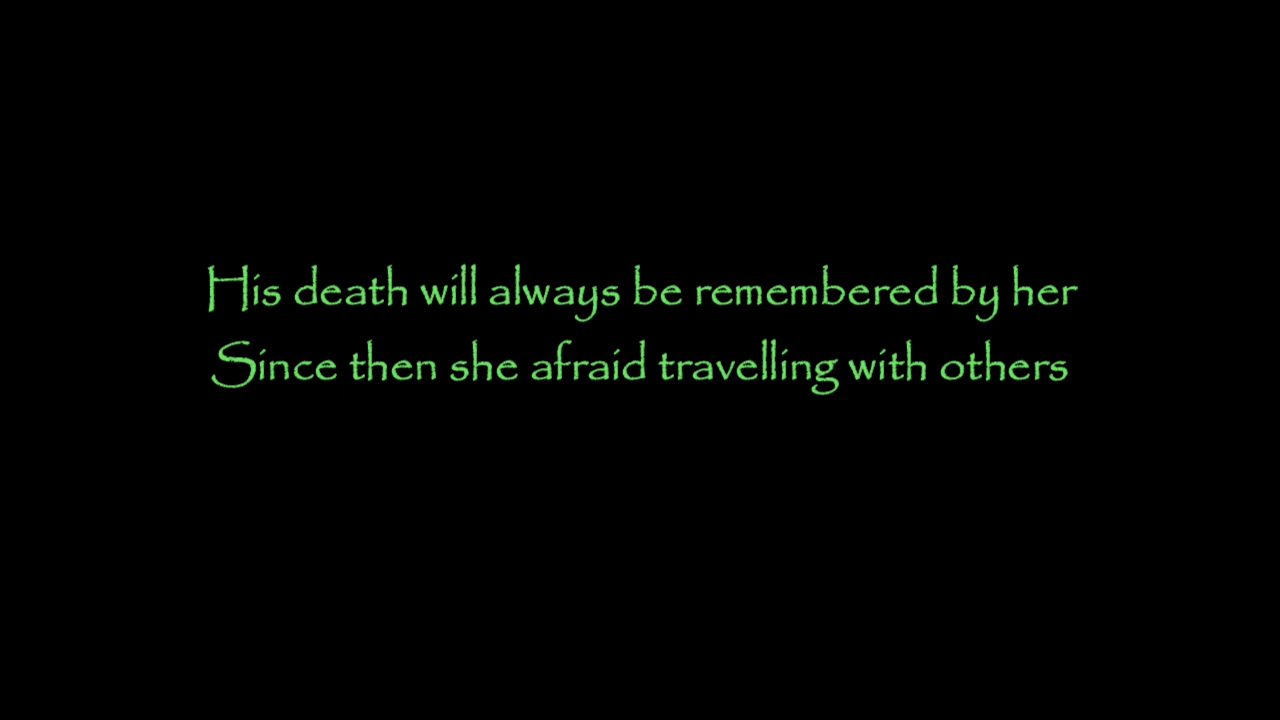 His death will always be remembered by her
Since then she afraid travelling with others